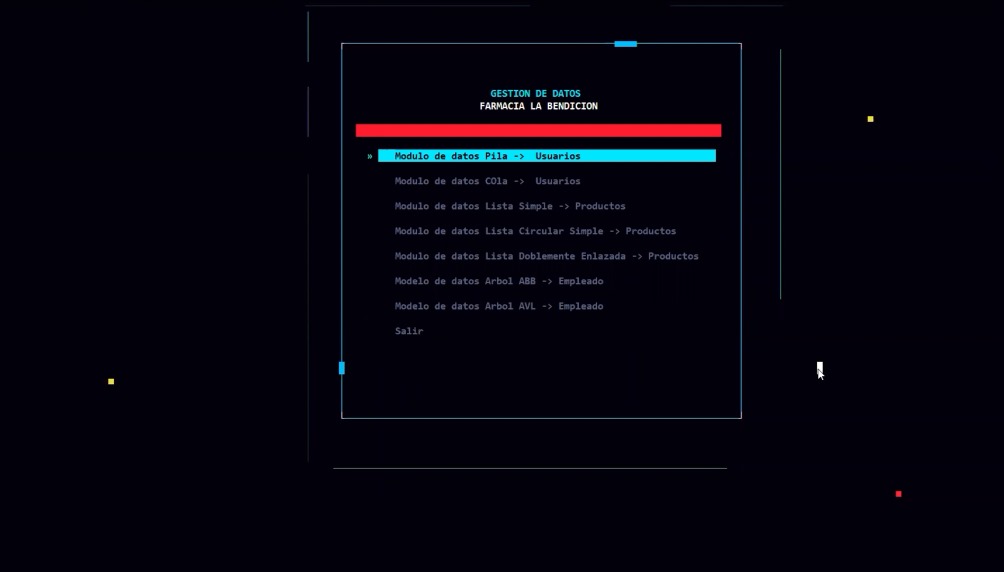 GESTION DE DATOS
FARMACIA LA BENDICION
» Modulo de datos Pila -> Usuarios
Modulo de datos COla -> Usuarios
Modulo de datos Lista Simple -> Productos
Modulo de datos Lista Circular Simple -> Productos
Modulo de datos Lista Doblemente Enlazada -> Productos
Modelo de datos Arbol ABB -> Empleado
Modelo de datos Arbol AVL -> Empleado
Salir